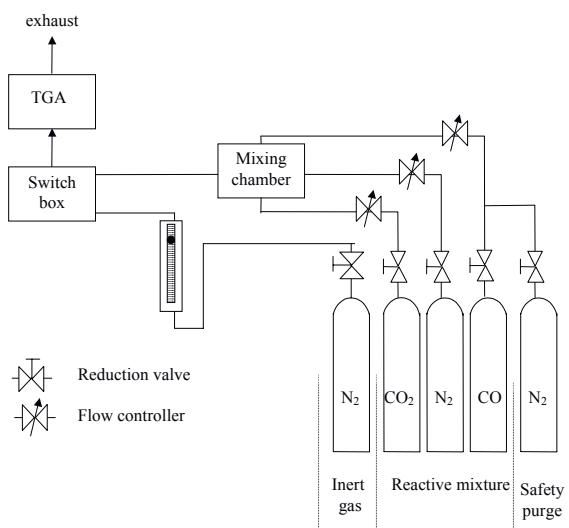 exhaust
TGA
Switch
box
Mixing
chamber
Reduction valve
Flow controller
N₂
CO₂
N₂
CO
N₂
Inert
gas
Reactive mixture
Safety
purge